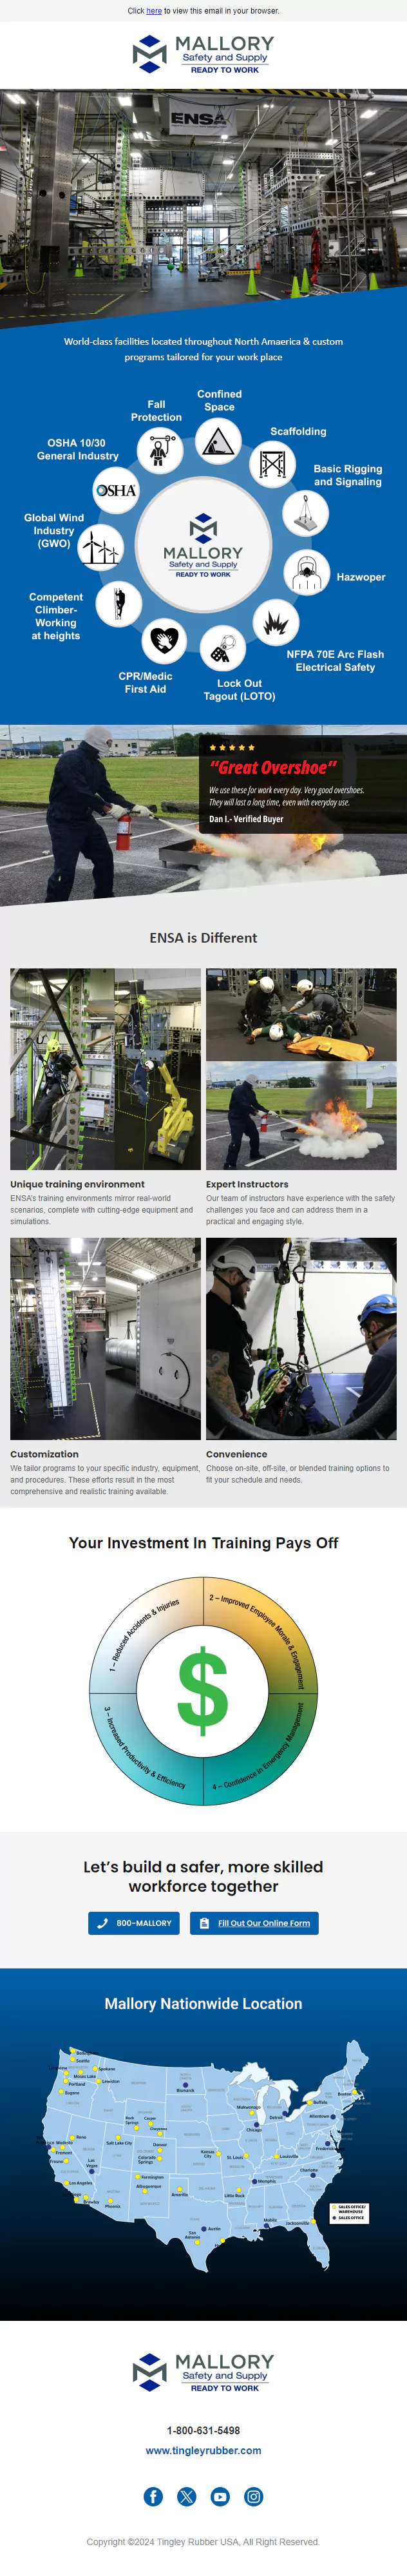 Click here to view this email in your browser.
MALLORY
Safety and Supply
READY TO WORK
ENSA
World-class facilities located throughout North Amaerica & custom
programs tailored for your work place
Confined
Space
Fall
Protection
Scaffolding
OSHA 10/30
General Industry
Basic Rigging
and Signaling
OSHA
Global Wind
Industry
(GWO)
MALLORY
Safety and Supply
READY TO WORK
Hazwoper
Competent
Climber-
Working
at heights
NFPA 70E Arc Flash
Electrical Safety
CPR/Medic
First Aid
Lock Out
Tagout (LOTO)
"Great Overshoe"
We use these for work every day. Very good overshoes.
They will last a long time, even with everyday use.
Dan I.- Verified Buyer
ENSA is Different
Unique training environment
ENSA's training environments mirror real-world
scenarios, complete with cutting-edge equipment and
simulations.
Expert Instructors
Our team of instructors have experience with the safety
challenges you face and can address them in a
practical and engaging style.
Customization
We tailor programs to your specific industry, equipment,
and procedures. These efforts result in the most
comprehensive and realistic training available.
Convenience
Choose on-site, off-site, or blended training options to
fit your schedule and needs.
Your Investment In Training Pays Off
1 – Reduced Accidents & Injuries
2 – Improved Employee Morale & Engagement
$
3 – Increased Productivity & Efficiency
4 – Confidence in Emergency Management
Let's build a safer, more skilled
workforce together
800-MALLORY
Fill Out Our Online Form
Mallory Nationwide Location
Seattle
Spokane
Moses Lake
Portland
Lewiston
Eugene
Bismarck
Milwaukee
Buffalo
Boston
Detroit
Allentown
Chicago
Reno
Salt Lake City
Rock
Springs
Casper
Cheyenne
Denver
Colorado
Springs
Fremont
Las
Vegas
Kansas
City
St. Louis
Louisville
Frederick
Los Angeles
Farmington
Albuquerque
Amarillo
Phoenix
Little Rock
Memphis
Charlotte
Austin
San
Antonio
Mobile
Jacksonville
SALES OFFICE/
WAREHOUSE
SALES OFFICE
MALLORY
Safety and Supply
READY TO WORK
1-800-631-5498
www.tingleyrubber.com
Copyright ©2024 Tingley Rubber USA, All Right Reserved.